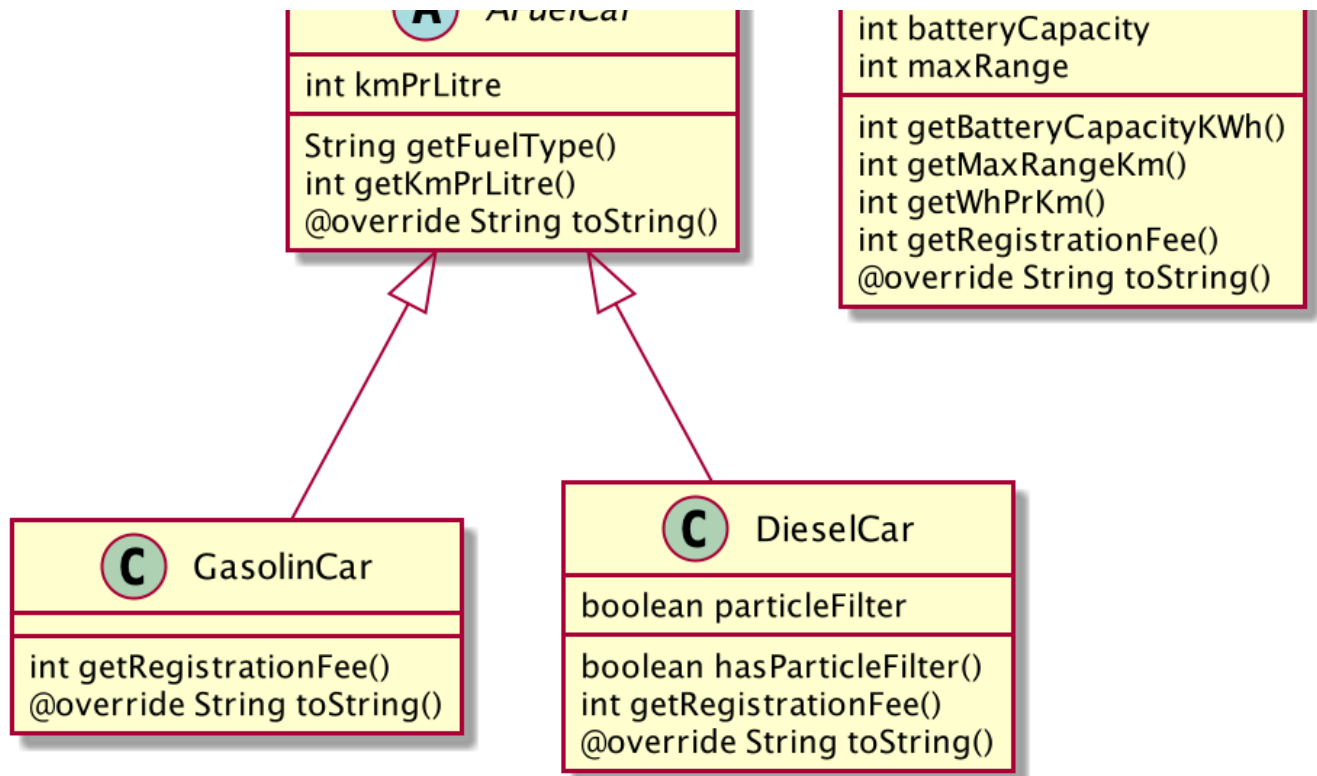 A AFuelCar
int kmPrLitre
String getFuelType()
int getKmPrLitre()
@override String toString()
int batteryCapacity
int maxRange
int getBatteryCapacityKWh()
int getMaxRangeKm()
int getWhPrKm()
int getRegistrationFee()
@override String toString()
C GasolinCar
int getRegistrationFee()
@override String toString()
C DieselCar
boolean particleFilter
boolean hasParticleFilter()
int getRegistrationFee()
@override String toString()